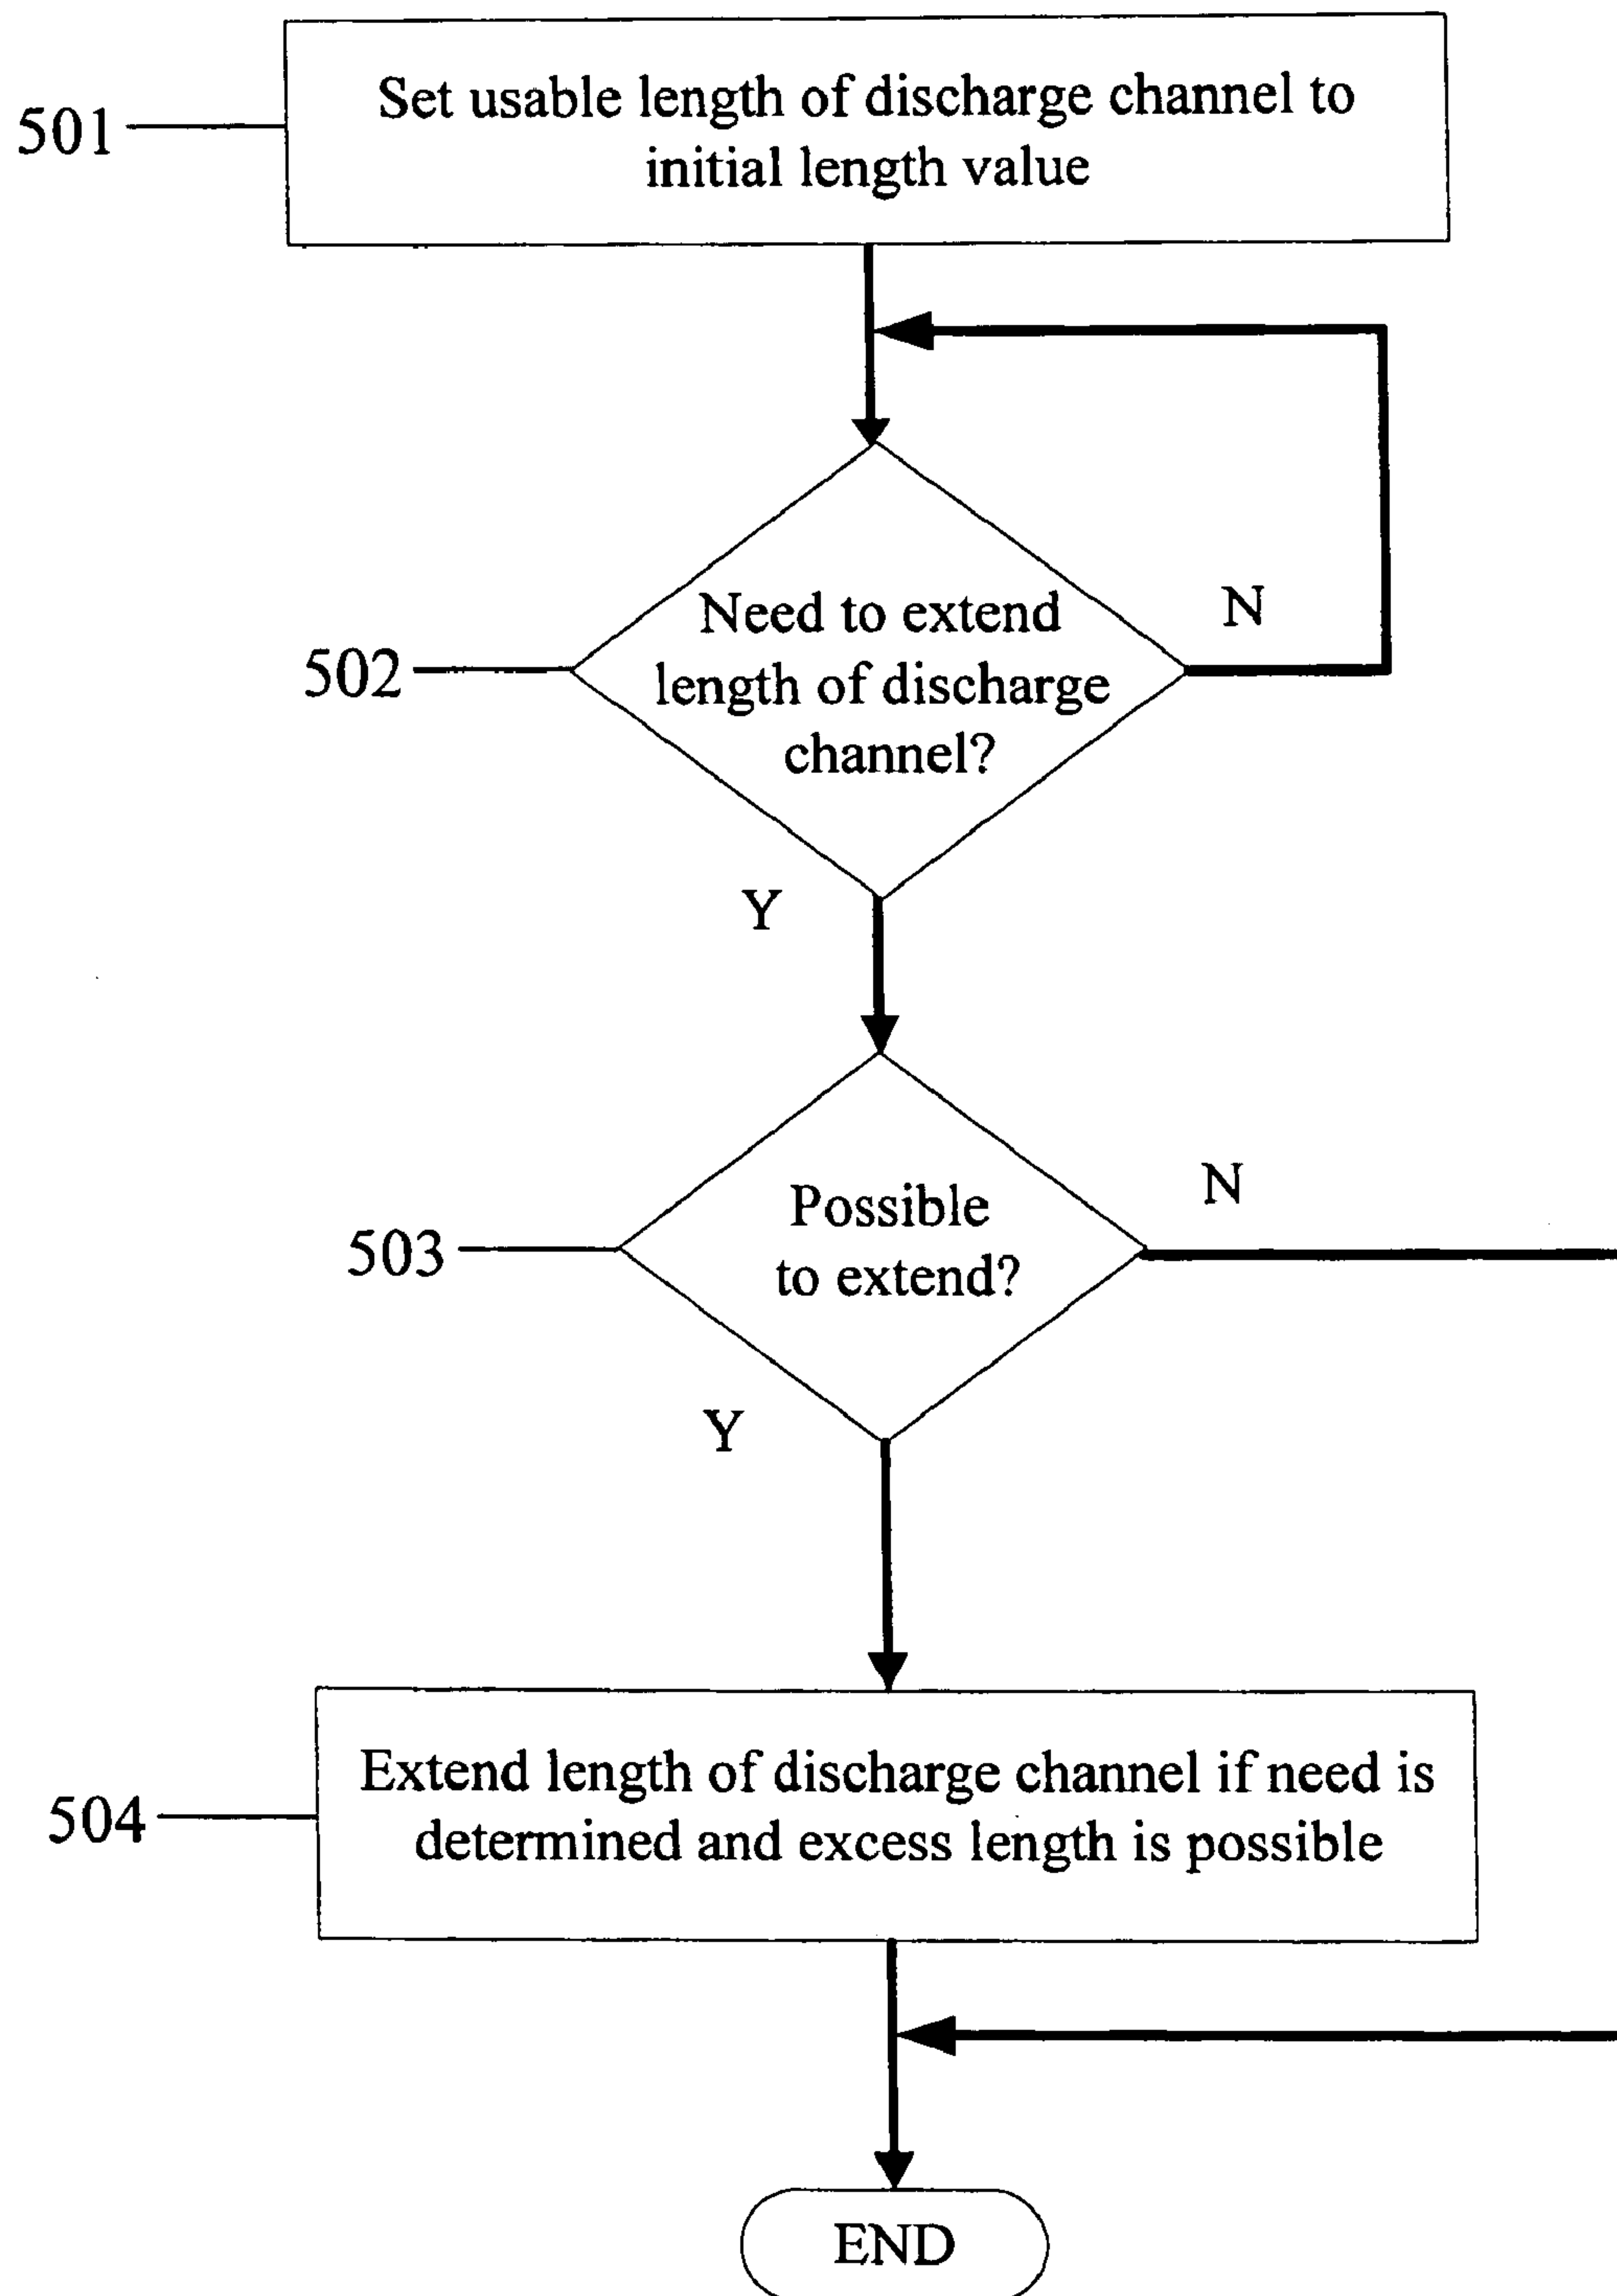 501
Set usable length of discharge channel to
initial length value
502
Need to extend
length of discharge
channel?
N
Y
503
Possible
to extend?
N
Y
504
Extend length of discharge channel if need is
determined and excess length is possible
END